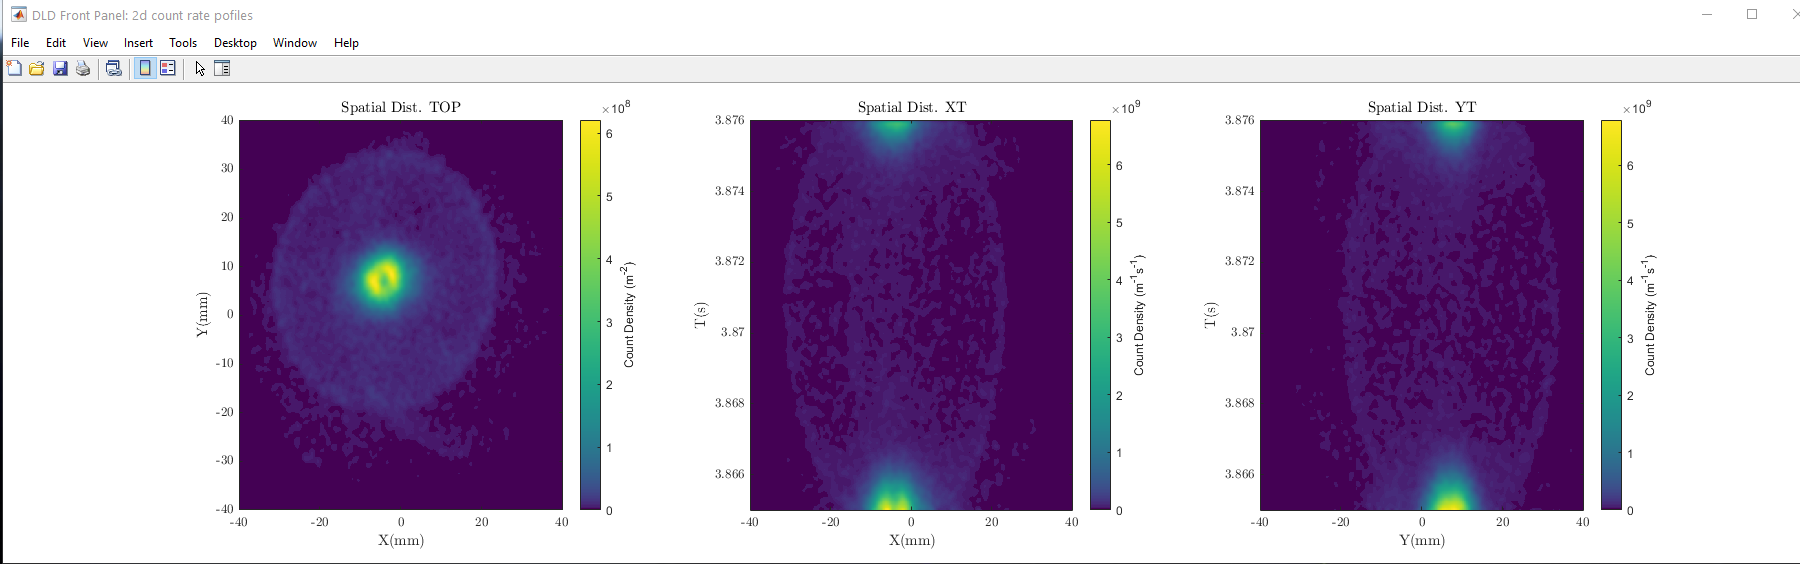 DLD Front Panel: 2d count rate pofiles
File Edit View Insert Tools Desktop Window Help
Spatial Dist. TOP
×10^8
40
30
20
10
0
-10
-20
-30
-40
Y(mm)
-40 -20 0 20 40
X(mm)
6
5
4
3
2
1
0
Count Density (m^-2)
Spatial Dist. XT
×10^9
3.876
3.874
3.872
3.87
3.868
3.866
T(s)
-40 -20 0 20 40
X(mm)
6
5
4
3
2
1
0
Count Density (m^-1 s^-1)
Spatial Dist. YT
×10^9
3.876
3.874
3.872
3.87
3.868
3.866
T(s)
-40 -20 0 20 40
Y(mm)
6
5
4
3
2
1
0
Count Density (m^-1 s^-1)